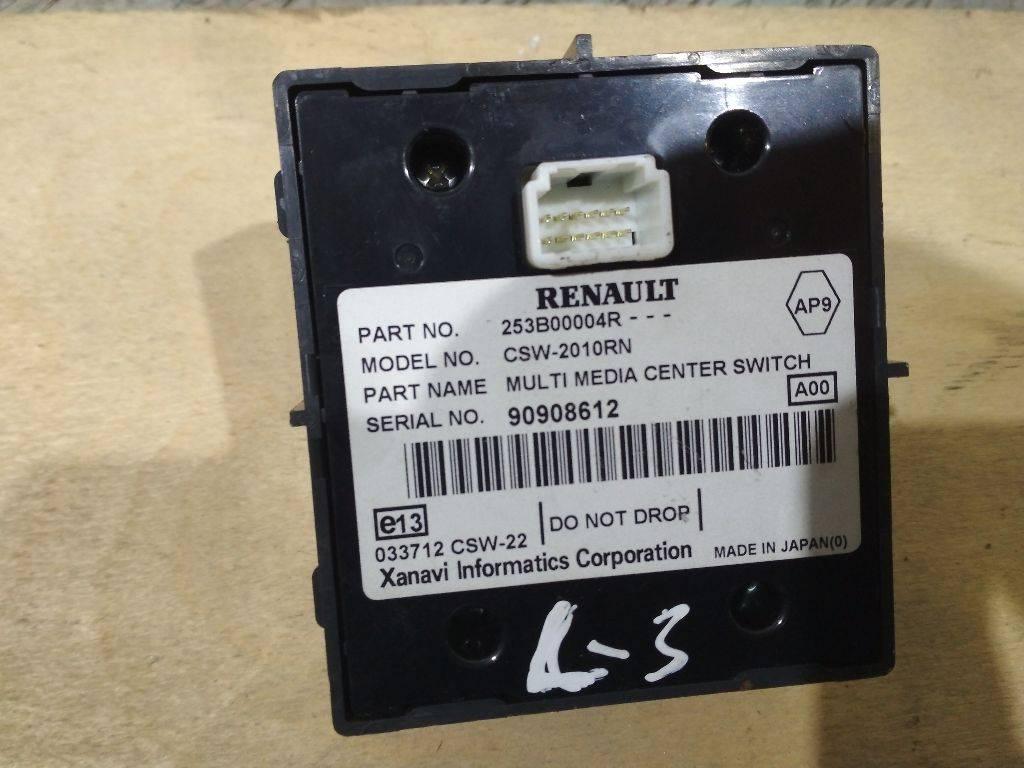 RENAULT
AP9
PART NO. 253B00004R - - -
MODEL NO. CSW-2010RN
PART NAME MULTI MEDIA CENTER SWITCH
SERIAL NO. 90908612 A00
e13 DO NOT DROP
033712 CSW-22
Xanavi Informatics Corporation MADE IN JAPAN(0)
L-3